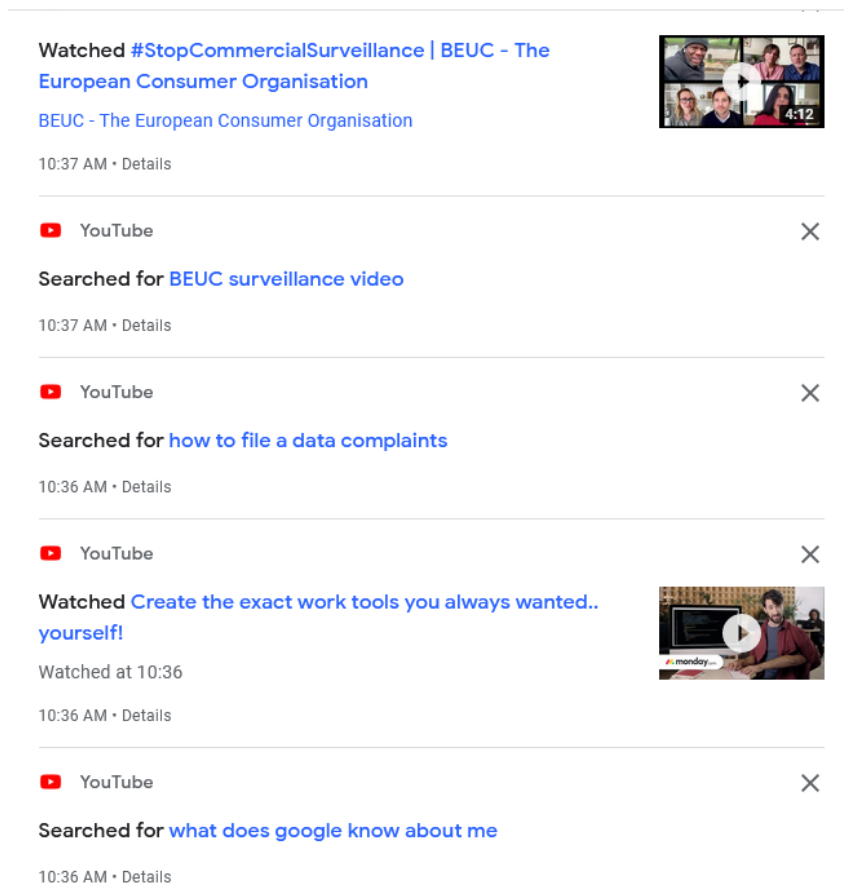 Watched #StopCommercialSurveillance | BEUC - The
European Consumer Organisation
BEUC - The European Consumer Organisation
4:12
10:37 AM • Details
YouTube
Searched for BEUC surveillance video
10:37 AM • Details
YouTube
Searched for how to file a data complaints
10:36 AM • Details
YouTube
Watched Create the exact work tools you always wanted..
yourself!
Watched at 10:36
monday.com
10:36 AM • Details
YouTube
Searched for what does google know about me
10:36 AM • Details